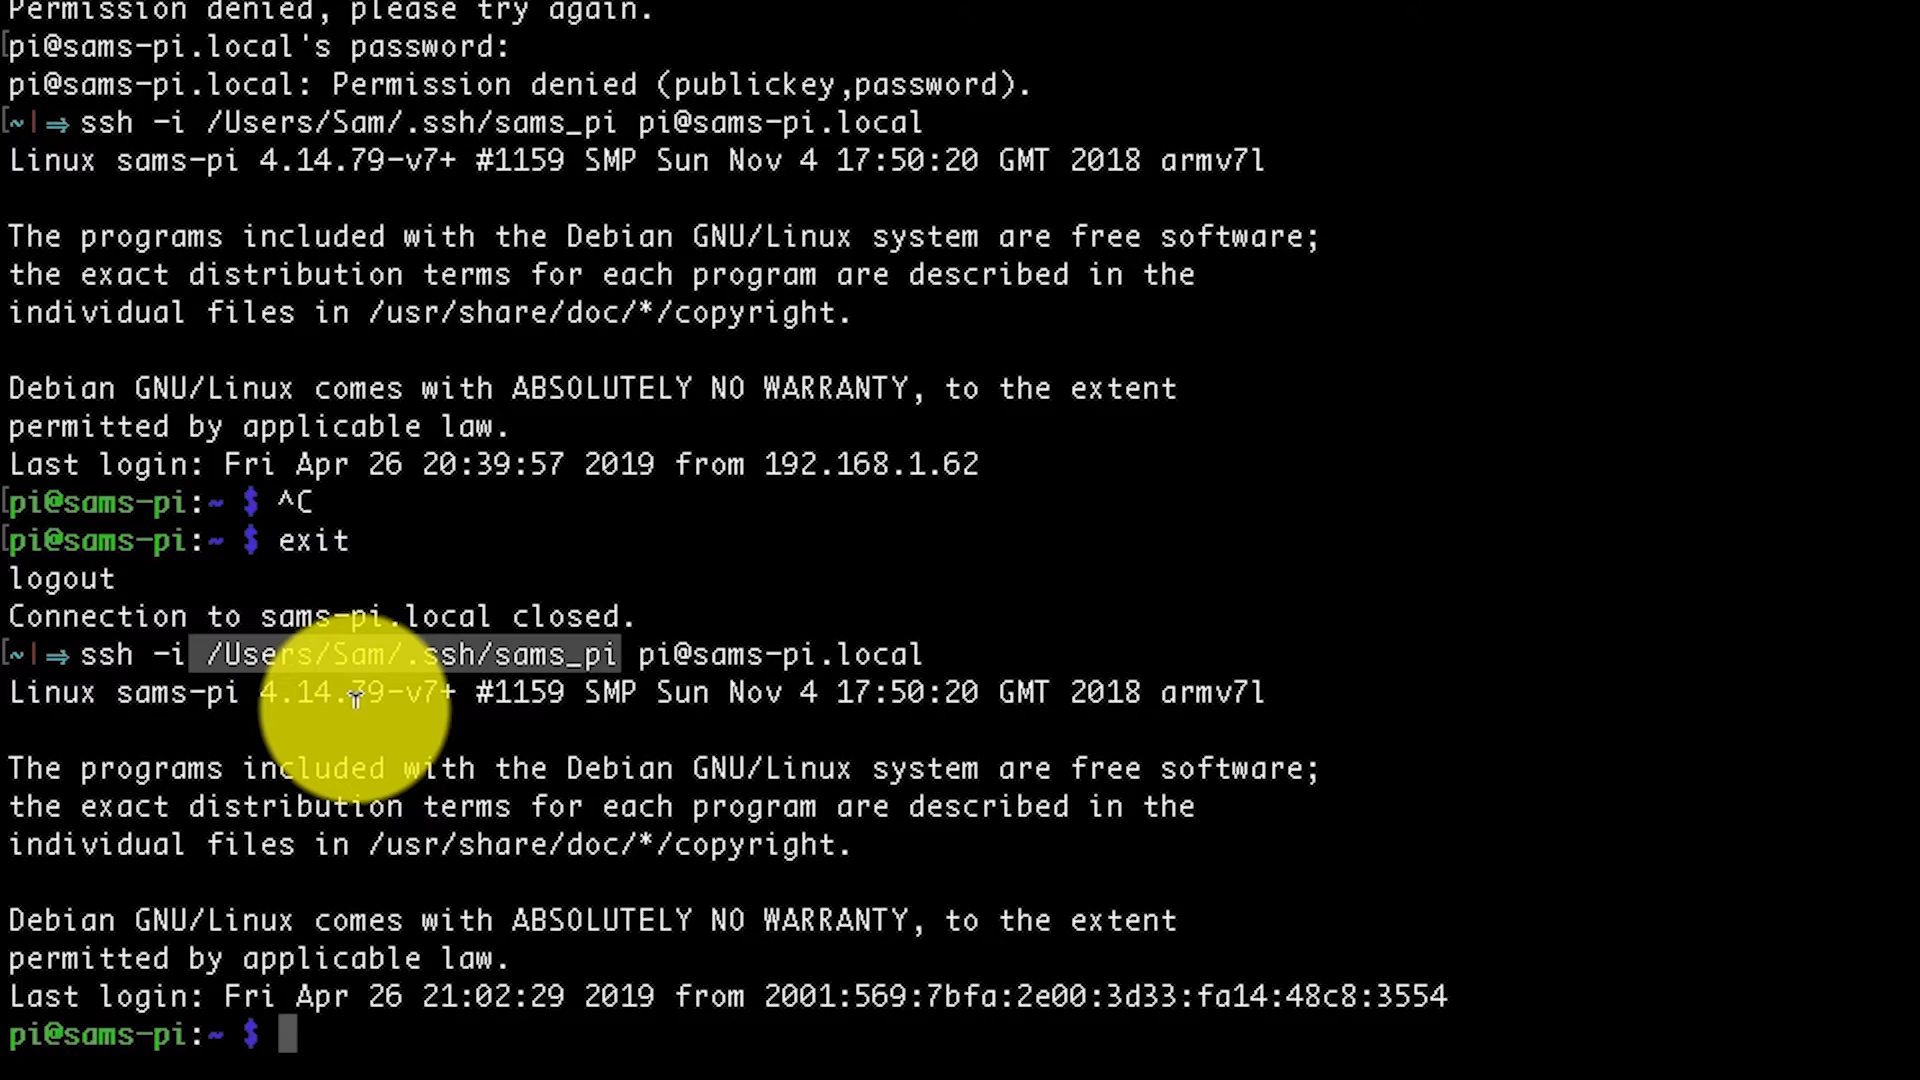 Permission denied, please try again.
[pi@sams-pi.local's password:
pi@sams-pi.local: Permission denied (publickey,password).
[~|⇒ ssh -i /Users/Sam/.ssh/sams_pi pi@sams-pi.local
Linux sams-pi 4.14.79-v7+ #1159 SMP Sun Nov 4 17:50:20 GMT 2018 armv7l
The programs included with the Debian GNU/Linux system are free software;
the exact distribution terms for each program are described in the
individual files in /usr/share/doc/*/copyright.
Debian GNU/Linux comes with ABSOLUTELY NO WARRANTY, to the extent
permitted by applicable law.
Last login: Fri Apr 26 20:39:57 2019 from 192.168.1.62
[pi@sams-pi:~ $ ^C
[pi@sams-pi:~ $ exit
logout
Connection to sams-pi.local closed.
[~|⇒ ssh -i /Users/Sam/.ssh/sams_pi pi@sams-pi.local
Linux sams-pi 4.14.79-v7+ #1159 SMP Sun Nov 4 17:50:20 GMT 2018 armv7l
The programs included with the Debian GNU/Linux system are free software;
the exact distribution terms for each program are described in the
individual files in /usr/share/doc/*/copyright.
Debian GNU/Linux comes with ABSOLUTELY NO WARRANTY, to the extent
permitted by applicable law.
Last login: Fri Apr 26 21:02:29 2019 from 2001:569:7bfa:2e00:3d33:fa14:48c8:3554
pi@sams-pi:~ $